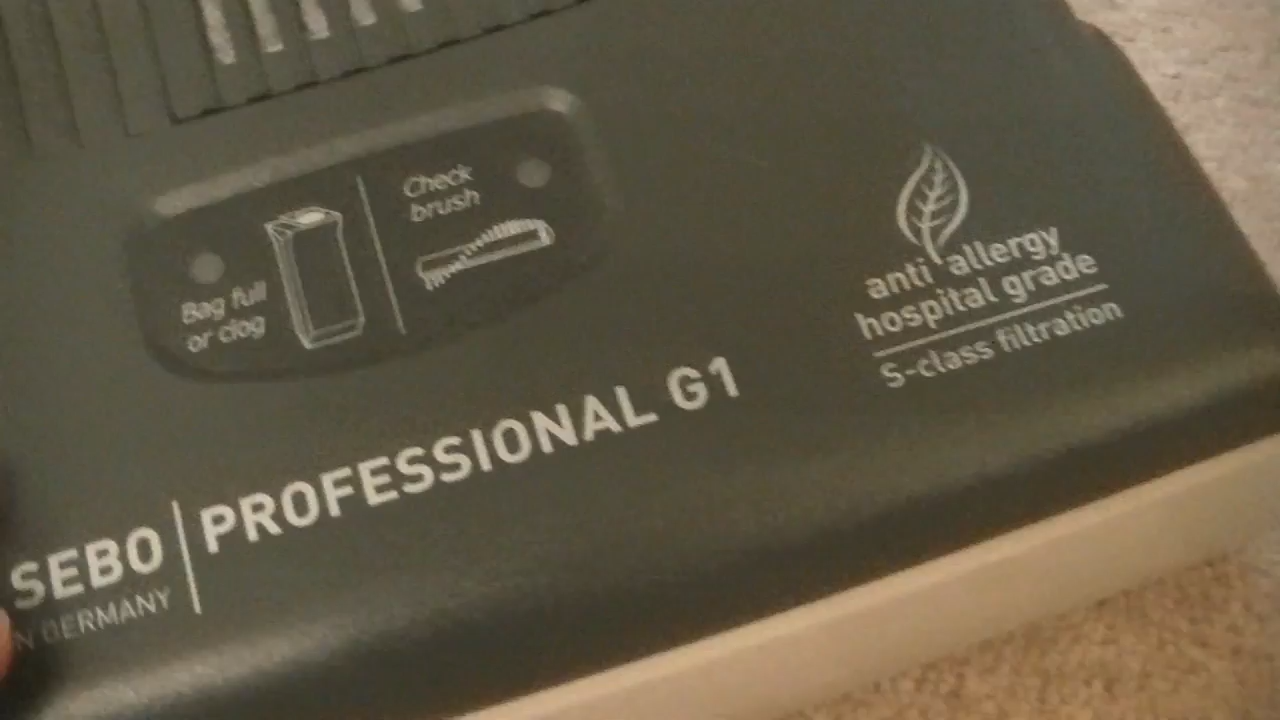 Check
brush
Bag full
or clog
anti allergy
hospital grade
S-class filtration
SEBO | PROFESSIONAL G1
N GERMANY